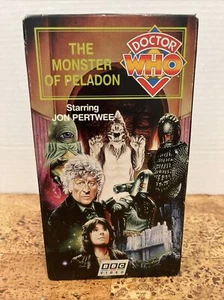 THE
MONSTER
OF PELADON
DOCTOR
WHO
Starring
JON PERTWEE
BBC
VIDEO